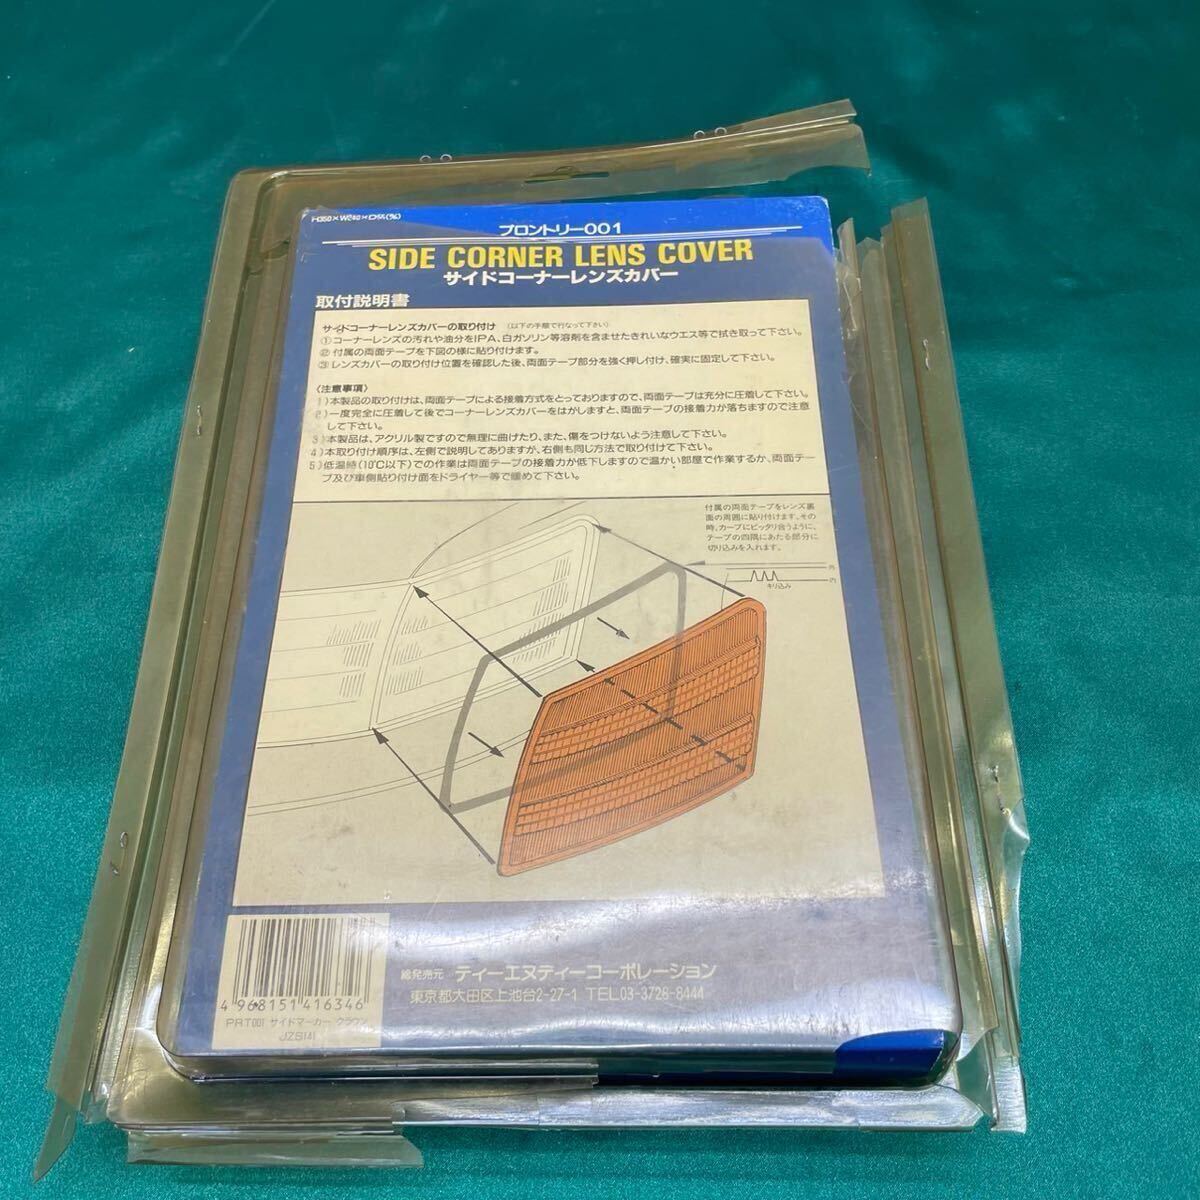 H350×W240×D55(%)
プロントリー001
SIDE CORNER LENS COVER
サイドコーナーレンズカバー
取付説明書
サイドコーナーレンズカバーの取り付け (以下の手順で行なって下さい)
①コーナーレンズの汚れや油分をIPA、白ガソリン等溶剤を含ませたきれいなウエス等で拭き取って下さい。
②付属の両面テープを下図の様に貼り付けます。
③レンズカバーの取り付け位置を確認した後、両面テープ部分を強く押し付け、確実に固定して下さい。
〈注意事項〉
1)本製品の取り付けは、両面テープによる接着方式をとっておりますので、両面テープは充分に圧着して下さい。
2)一度完全に圧着して後でコーナーレンズカバーをはがしますと、両面テープの接着力が落ちますので注意
して下さい。
3)本製品は、アクリル製ですので無理に曲げたり、また、傷をつけないよう注意して下さい。
4)本取り付け順序は、左側で説明してありますが、右側も同じ方法で取り付けて下さい。
5)低温時(10℃以下)での作業は両面テープの接着力が低下しますので温かい部屋で作業するか、両面テー
プ及び車側貼り付け面をドライヤー等で暖めて下さい。
付属の両面テープをレンズ裏
面の周囲に貼り付けます。その
時、カーブにピッタリ合うように、
テープの四隅にあたる部分に
切り込みを入れます。
外
内
キリ込み
4 968151 416346
PRT001 サイドマーカー クラウン
JZS141
総発売元 ティーエヌティーコーポレーション
東京都大田区上池台2-27-1 TEL03-3728-8444